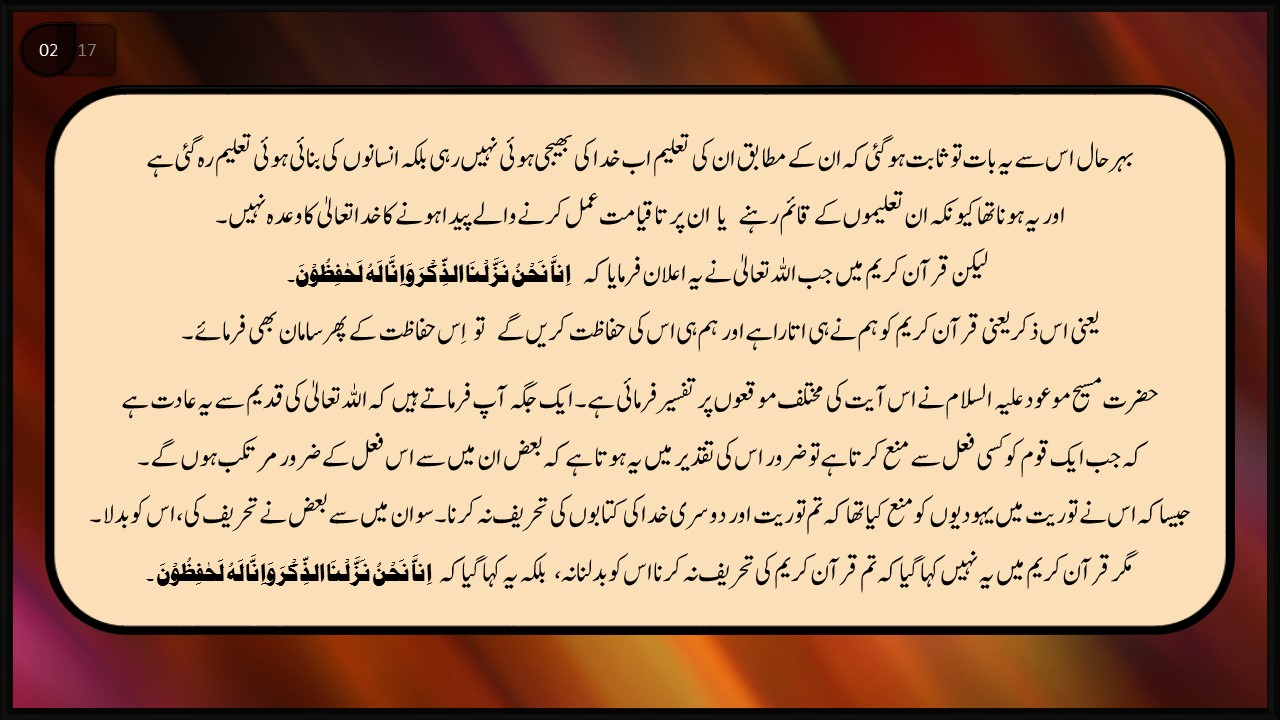 02 17
بہرحال اس سے یہ بات تو ثابت ہوگئی کہ ان کے مطابق ان کی تعلیم اب خدا کی بھیجی ہوئی نہیں رہی بلکہ انسانوں کی بنائی ہوئی تعلیم رہ گئی ہے
اور یہ ہونا تھا کیونکہ ان تعلیموں کے قائم رہنے یا ان پر تا قیامت عمل کرنے والے پیدا ہونے کا خدا تعالیٰ کا وعدہ نہیں۔
لیکن قرآن کریم میں جب اللہ تعالیٰ نے یہ اعلان فرمایا کہ اِنَّا نَحْنُ نَزَّلْنَا الذِّكْرَ وَاِنَّا لَهٗ لَحٰفِظُوْنَ۔
یعنی اس ذکر یعنی قرآن کریم کو ہم نے ہی اتارا ہے اور ہم ہی اس کی حفاظت کریں گے تو اِس حفاظت کے پھر سامان بھی فرمائے۔
حضرت مسیح موعود علیہ السلام نے اس آیت کی مختلف موقعوں پر تفسیر فرمائی ہے۔ ایک جگہ آپ فرماتے ہیں کہ اللہ تعالیٰ کی قدیم سے یہ عادت ہے
کہ جب ایک قوم کو کسی فعل سے منع کرتا ہے تو ضرور اس کی تقدیر میں یہ ہوتا ہے کہ بعض ان میں سے اس فعل کے ضرور مرتکب ہوں گے۔
جیسا کہ اس نے توریت میں یہودیوں کو منع کیا تھا کہ تم توریت اور دوسری خدا کی کتابوں کی تحریف نہ کرنا۔ سو ان میں سے بعض نے تحریف کی، اس کو بدلا۔
مگر قرآن کریم میں یہ نہیں کہا گیا کہ تم قرآن کریم کی تحریف نہ کرنا اس کو بدلنا نہ، بلکہ یہ کہا گیا کہ اِنَّا نَحْنُ نَزَّلْنَا الذِّكْرَ وَاِنَّا لَهٗ لَحٰفِظُوْنَ۔